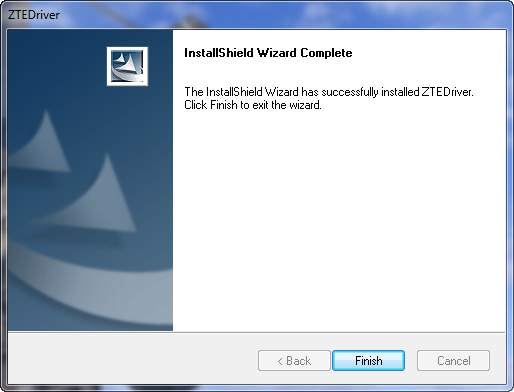 ZTEDriver
InstallShield Wizard Complete
The InstallShield Wizard has successfully installed ZTEDriver.
Click Finish to exit the wizard.
< Back
Finish
Cancel